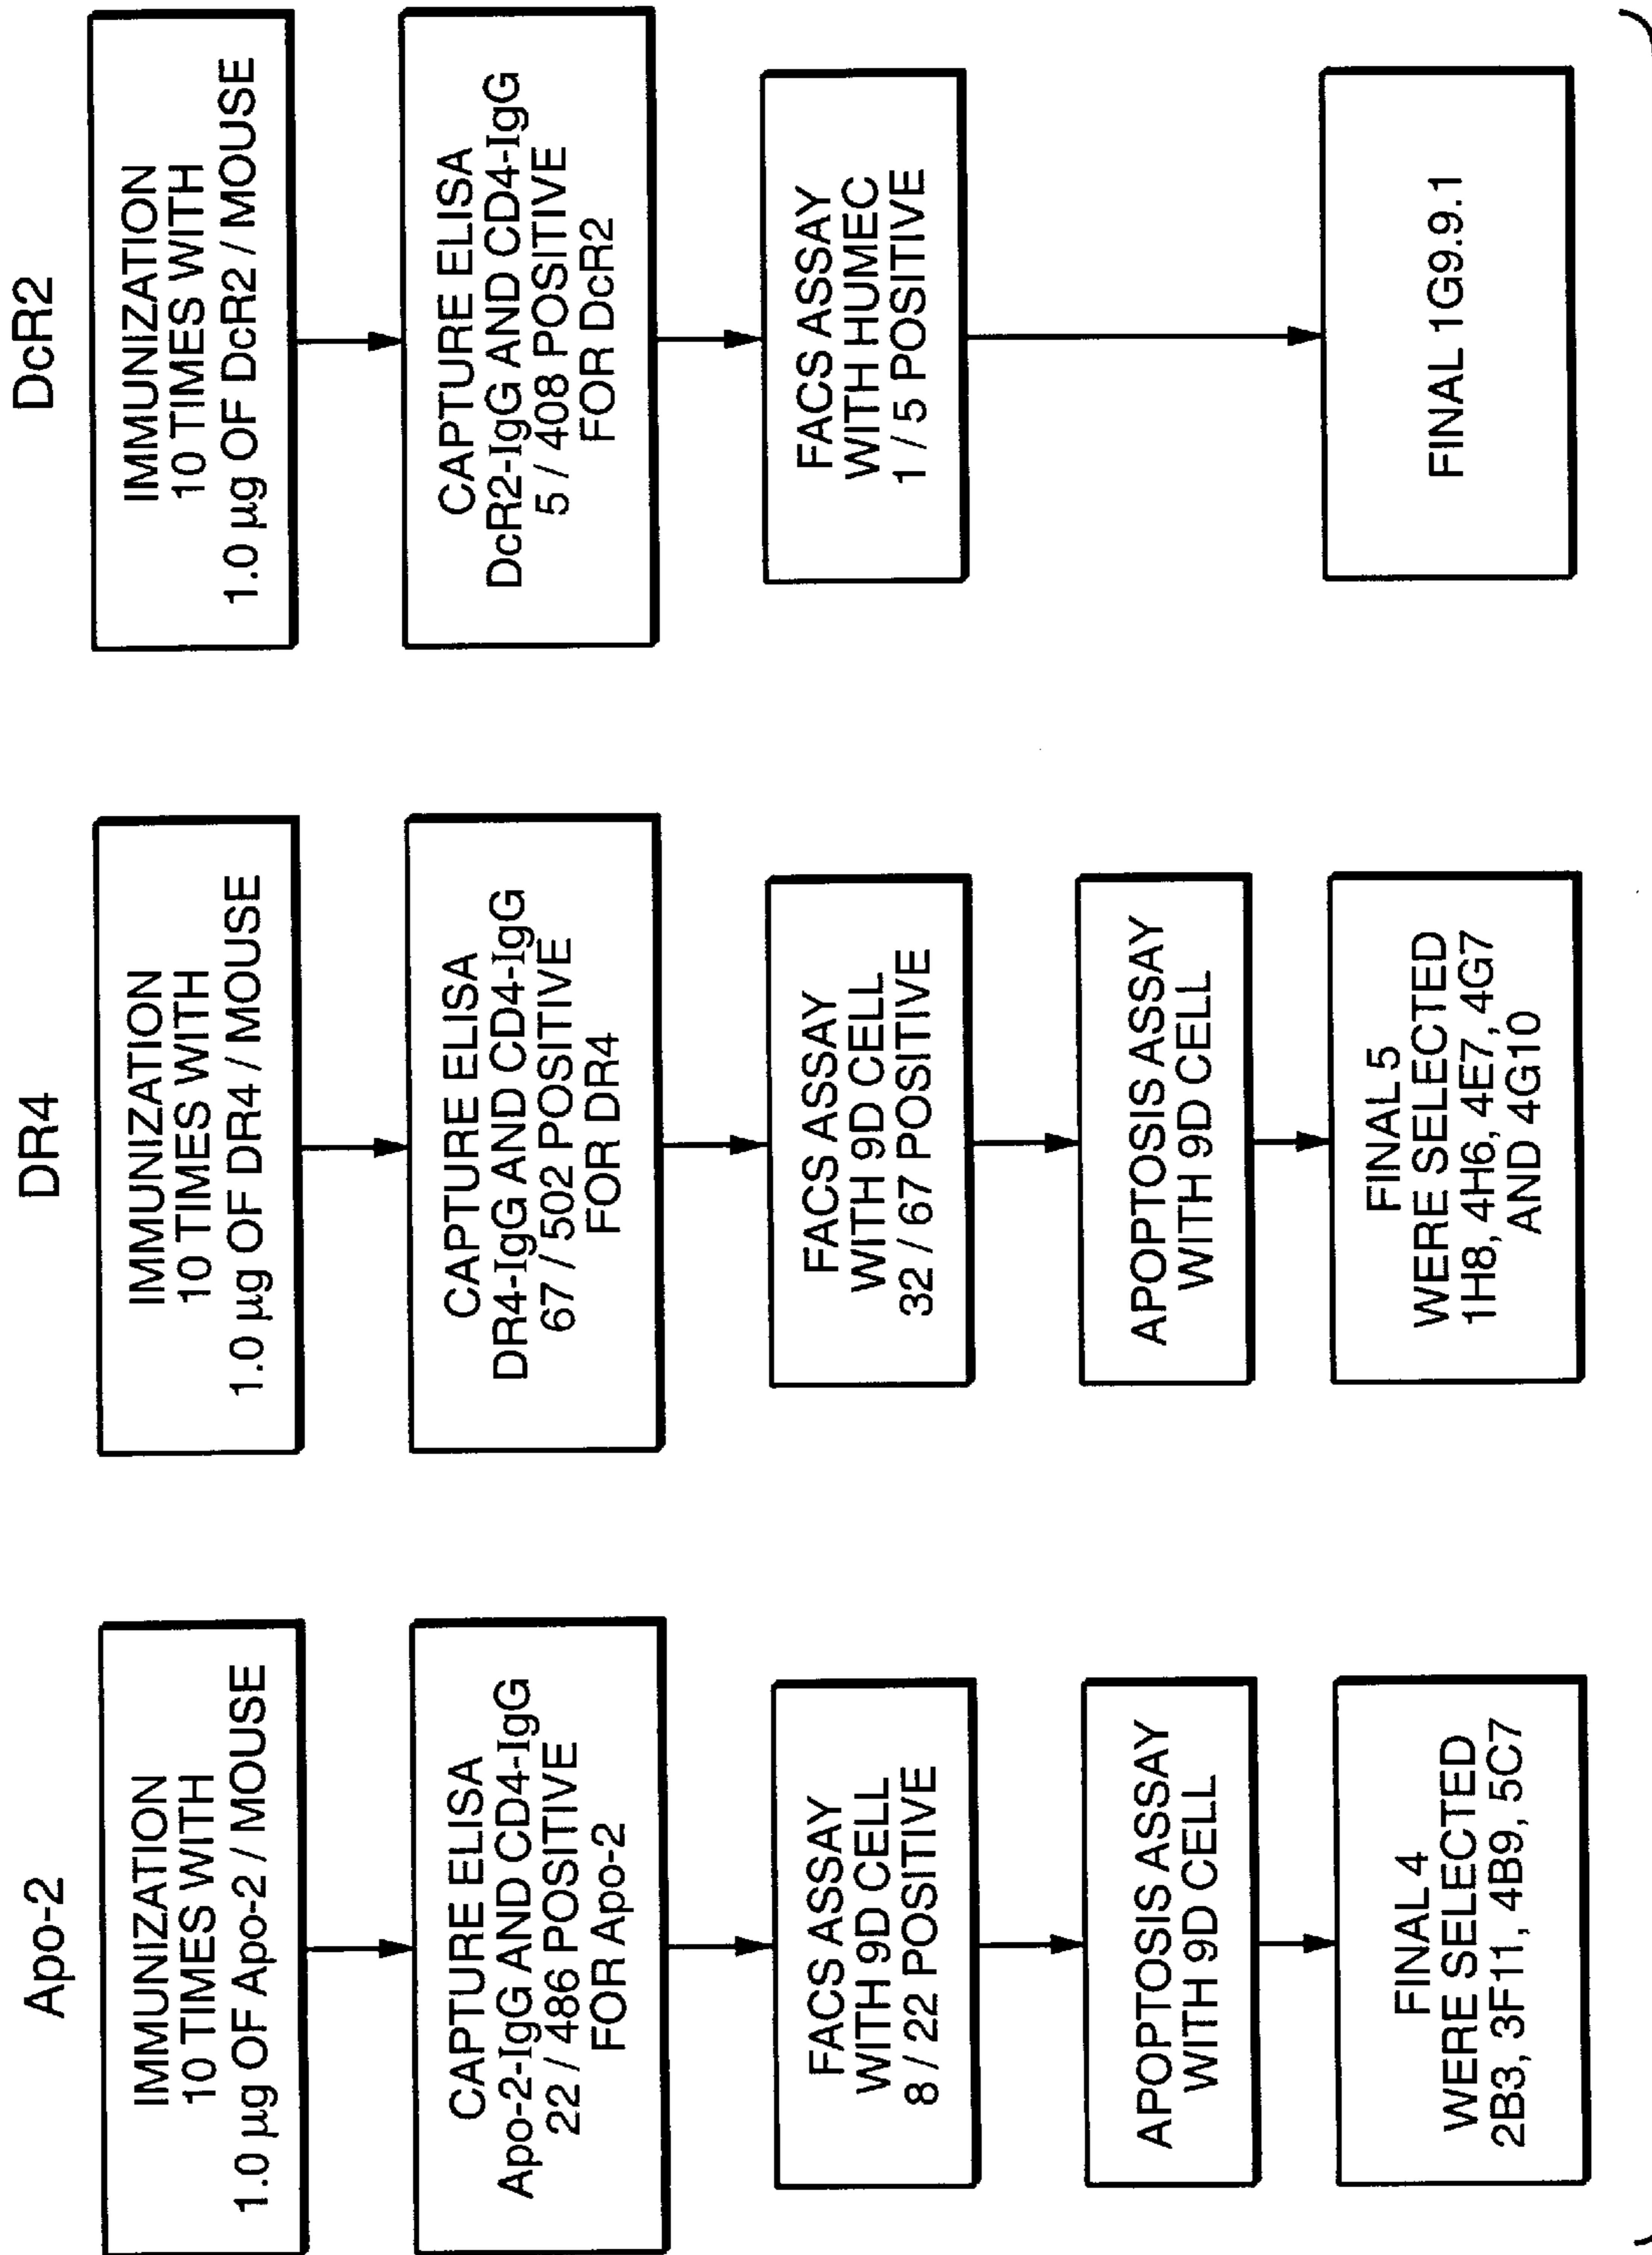 Apo-2
IMMUNIZATION
10 TIMES WITH
1.0 µg OF Apo-2 / MOUSE
CAPTURE ELISA
Apo-2-IgG AND CD4-IgG
22 / 486 POSITIVE
FOR Apo-2
FACS ASSAY
WITH 9D CELL
8 / 22 POSITIVE
APOPTOSIS ASSAY
WITH 9D CELL
FINAL 4
WERE SELECTED
2B3, 3F11, 4B9, 5C7
DR4
IMMUNIZATION
10 TIMES WITH
1.0 µg OF DR4 / MOUSE
CAPTURE ELISA
DR4-IgG AND CD4-IgG
67 / 502 POSITIVE
FOR DR4
FACS ASSAY
WITH 9D CELL
32 / 67 POSITIVE
APOPTOSIS ASSAY
WITH 9D CELL
FINAL 5
WERE SELECTED
1H8, 4H6, 4E7, 4G7
AND 4G10
DcR2
IMMUNIZATION
10 TIMES WITH
1.0 µg OF DcR2 / MOUSE
CAPTURE ELISA
DcR2-IgG AND CD4-IgG
5 / 408 POSITIVE
FOR DcR2
FACS ASSAY
WITH HUMEC
1 / 5 POSITIVE
FINAL 1G9.9.1